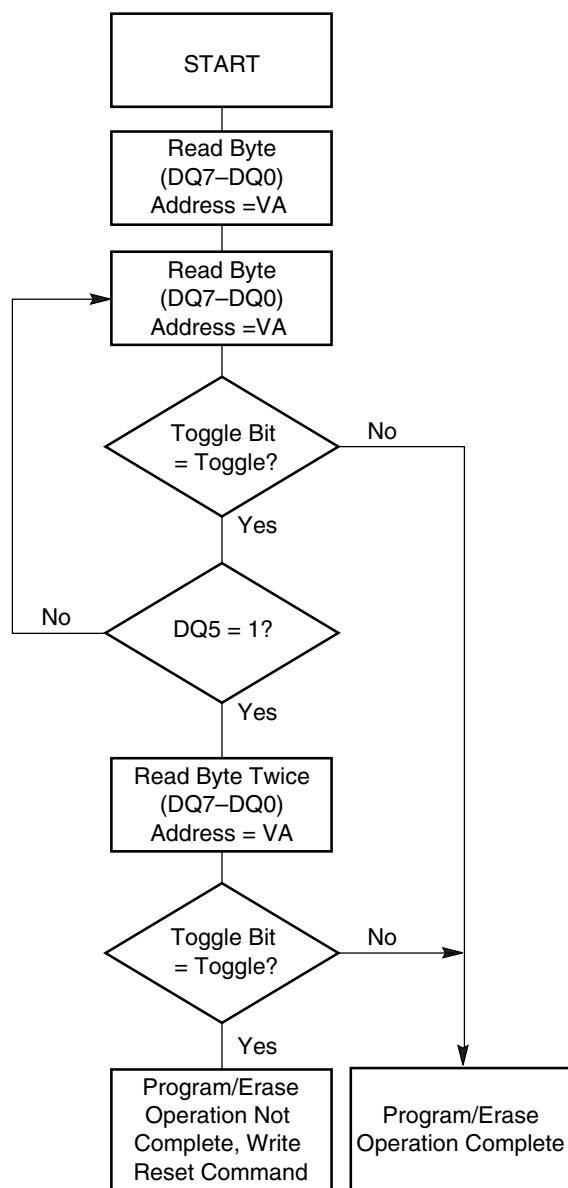 START
Read Byte
(DQ7–DQ0)
Address =VA
Read Byte
(DQ7–DQ0)
Address =VA
Toggle Bit
= Toggle?
No
Yes
DQ5 = 1?
No
Yes
Read Byte Twice
(DQ7–DQ0)
Address = VA
Toggle Bit
= Toggle?
No
Yes
Program/Erase
Operation Not
Complete, Write
Reset Command
Program/Erase
Operation Complete